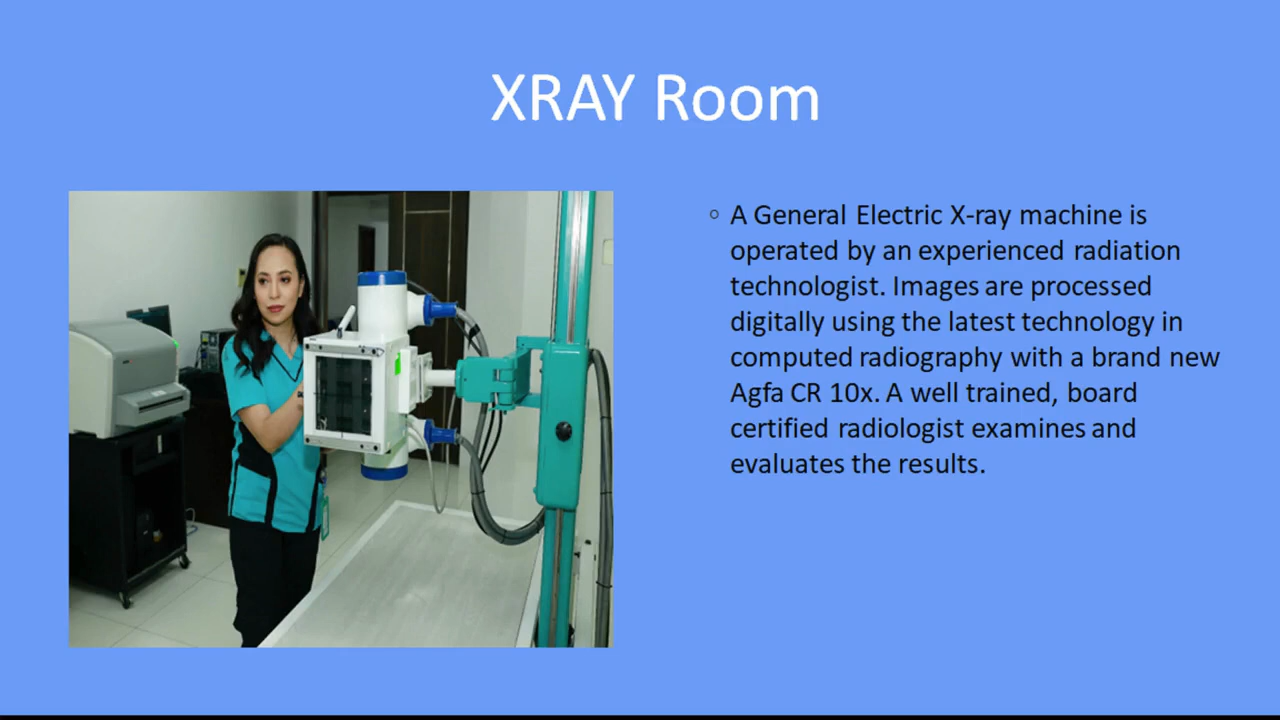 XRAY Room
◦ A General Electric X-ray machine is
operated by an experienced radiation
technologist. Images are processed
digitally using the latest technology in
computed radiography with a brand new
Agfa CR 10x. A well trained, board
certified radiologist examines and
evaluates the results.